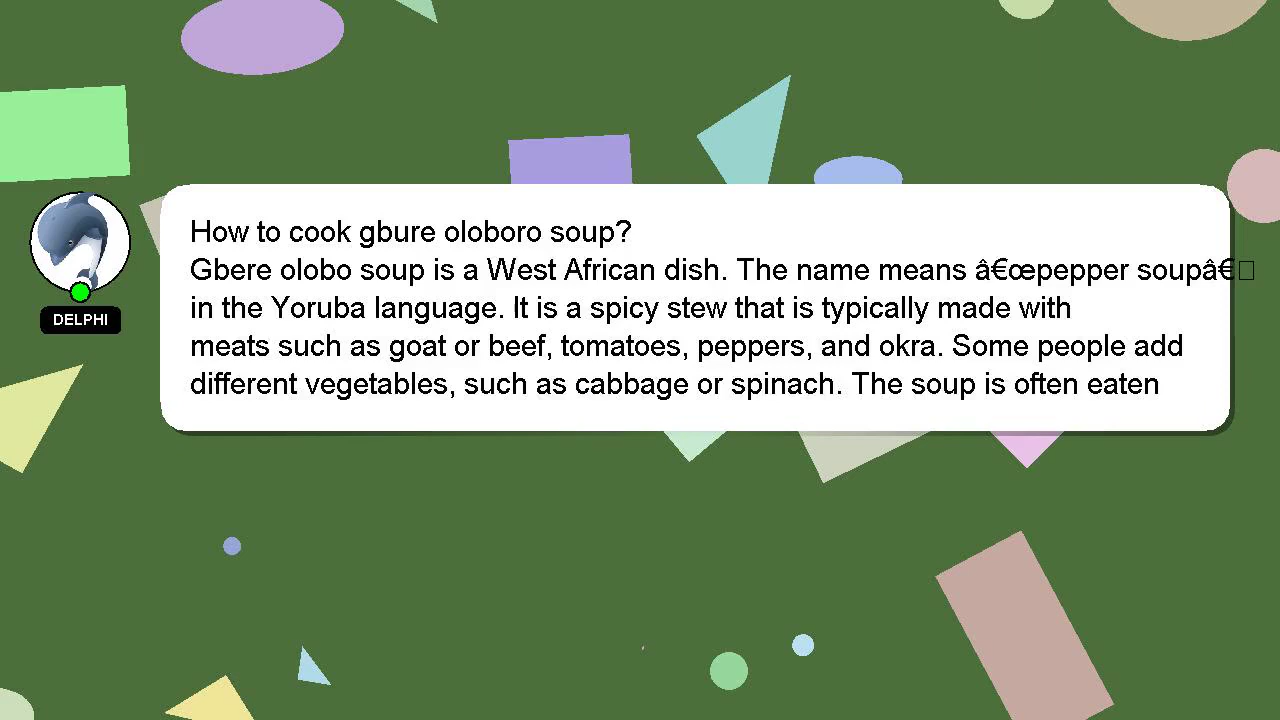 How to cook gbure oloboro soup?
Gbere olobo soup is a West African dish. The name means â€œpepper soupâ€□
in the Yoruba language. It is a spicy stew that is typically made with
meats such as goat or beef, tomatoes, peppers, and okra. Some people add
different vegetables, such as cabbage or spinach. The soup is often eaten
DELPHI